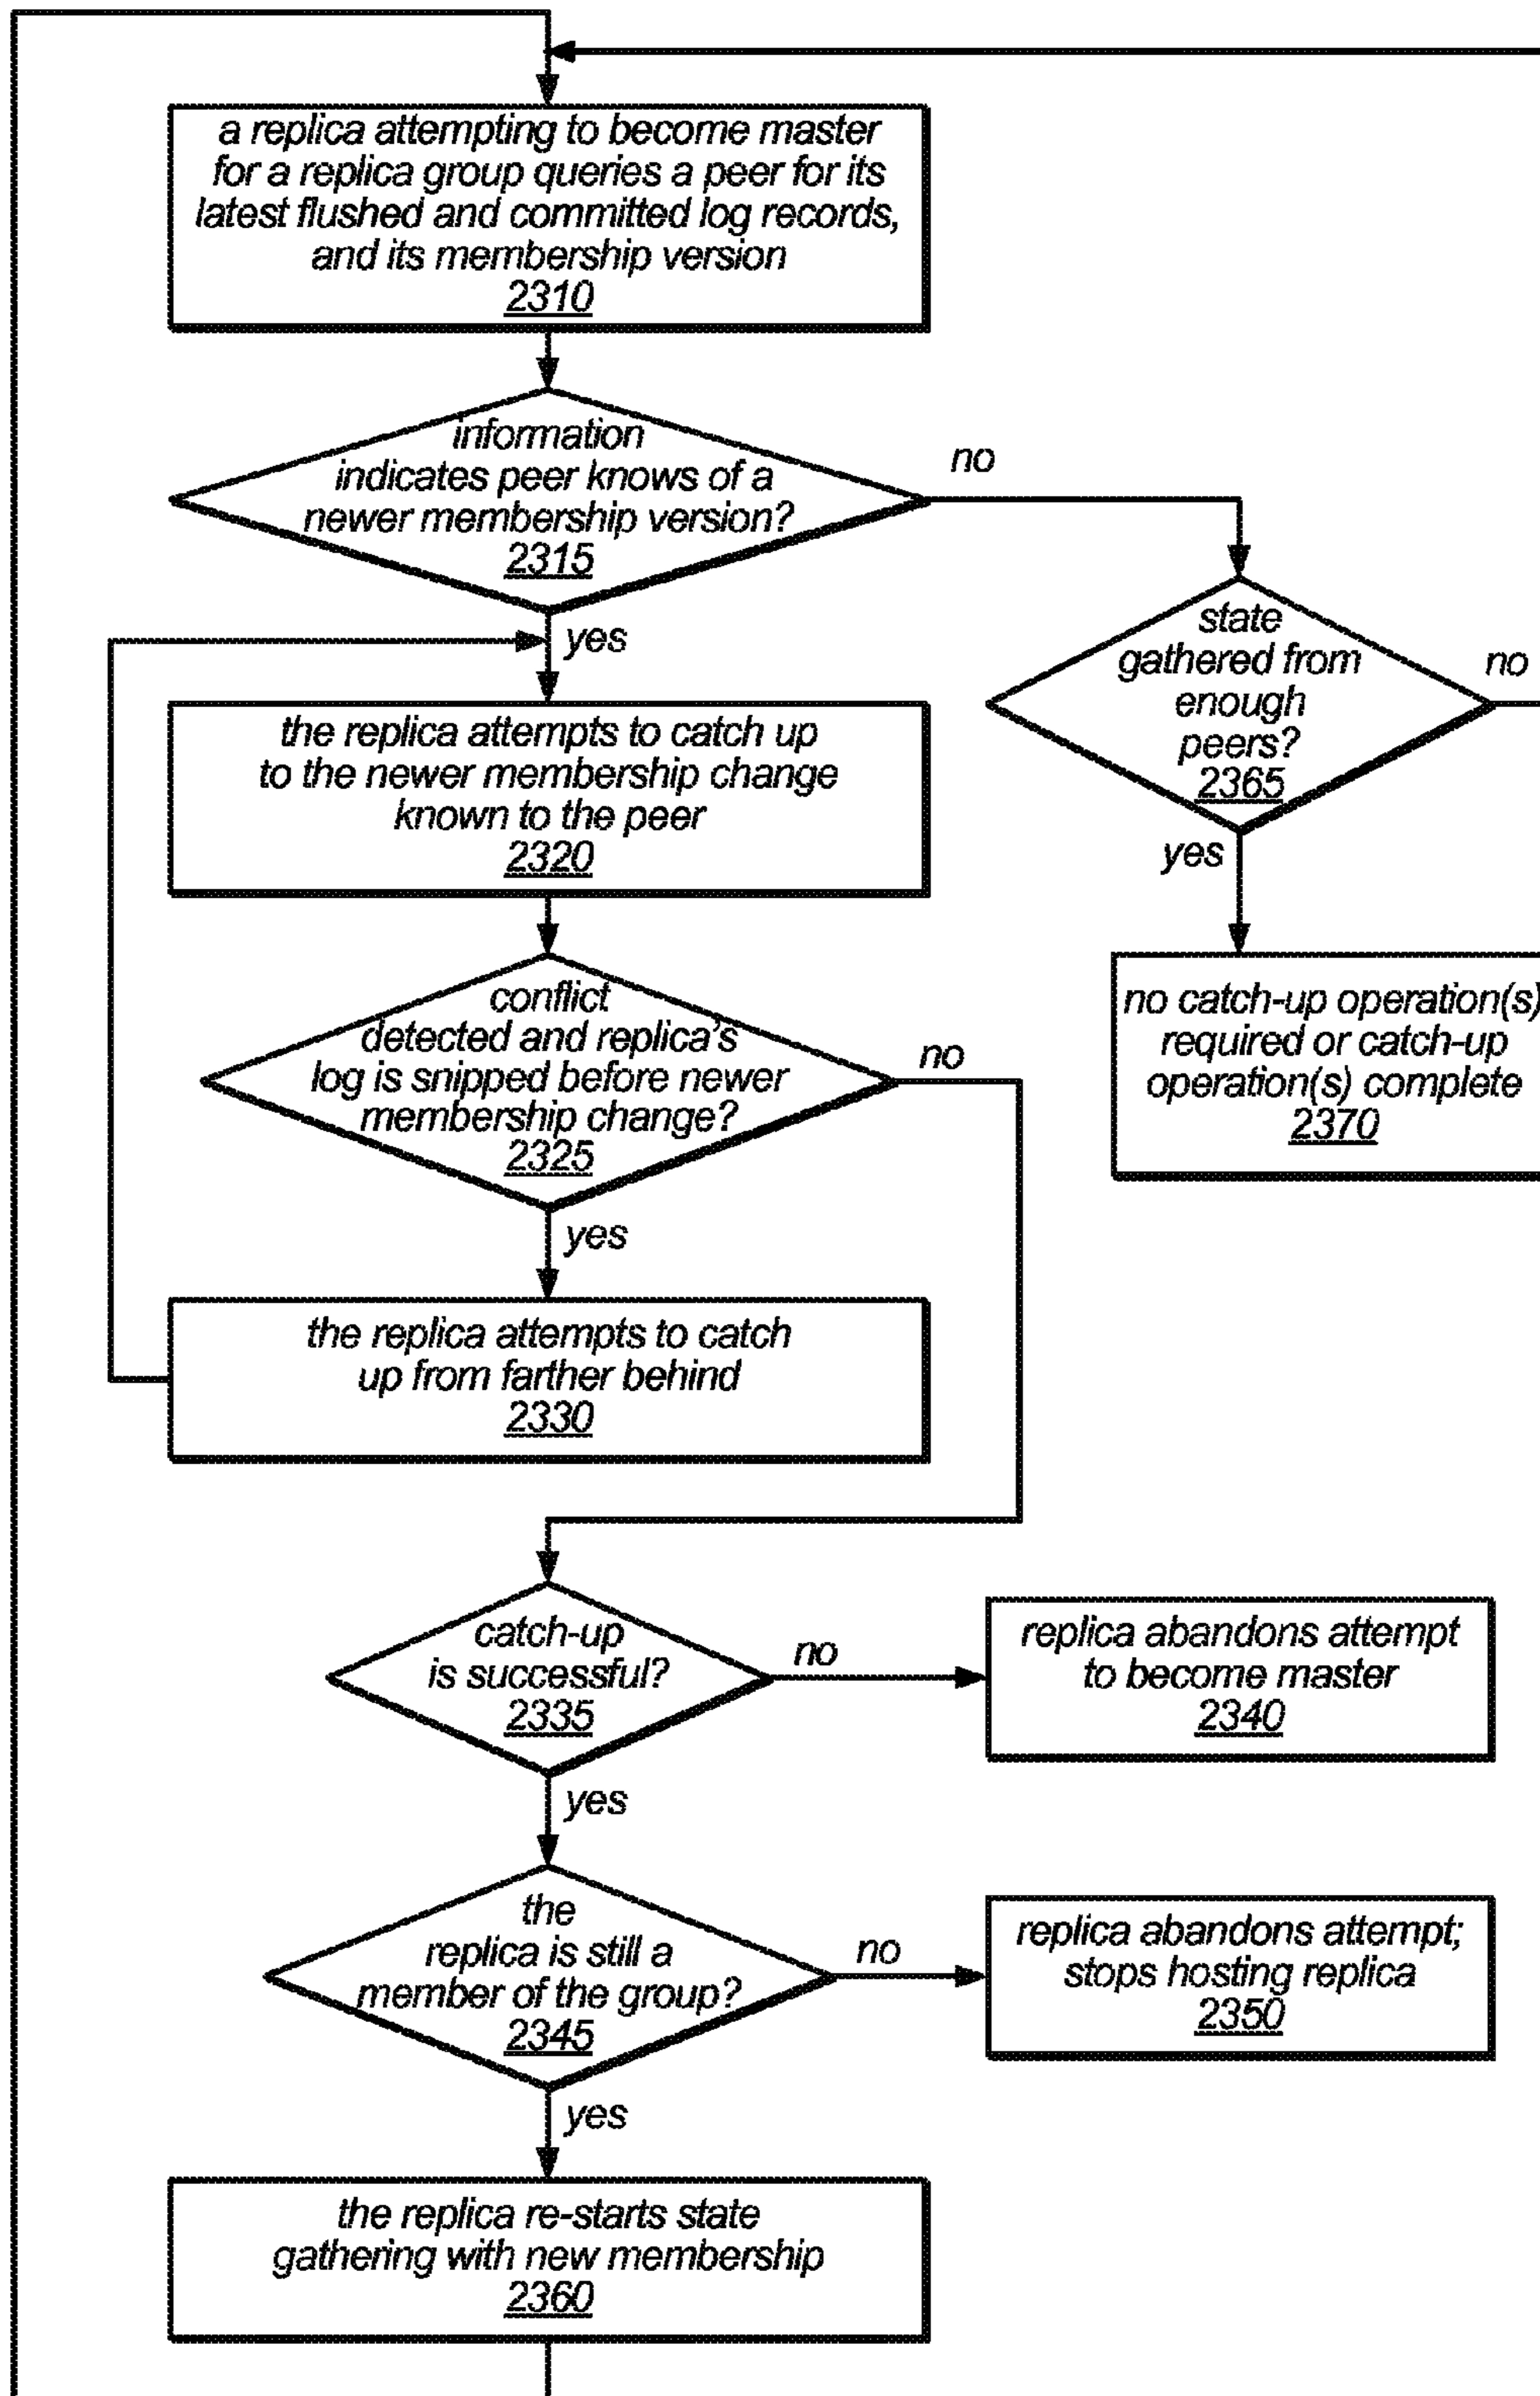 a replica attempting to become master
for a replica group queries a peer for its
latest flushed and committed log records,
and its membership version
2310
information
indicates peer knows of a
newer membership version?
2315
no
yes
state
gathered from
enough
peers?
2365
no
yes
the replica attempts to catch up
to the newer membership change
known to the peer
2320
no catch-up operation(s)
required or catch-up
operation(s) complete
2370
conflict
detected and replica's
log is snipped before newer
membership change?
2325
no
yes
the replica attempts to catch
up from farther behind
2330
catch-up
is successful?
2335
no
replica abandons attempt
to become master
2340
yes
the
replica is still a
member of the group?
2345
no
replica abandons attempt;
stops hosting replica
2350
yes
the replica re-starts state
gathering with new membership
2360